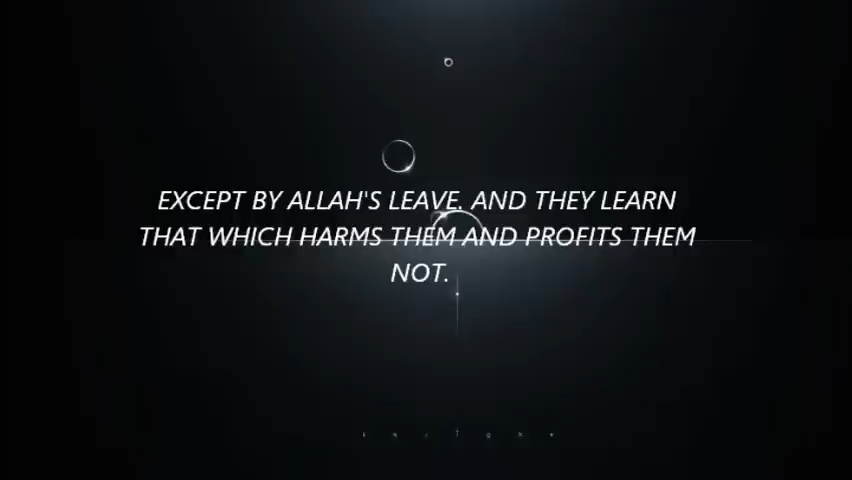 EXCEPT BY ALLAH'S LEAVE. AND THEY LEARN
THAT WHICH HARMS THEM AND PROFITS THEM
NOT.